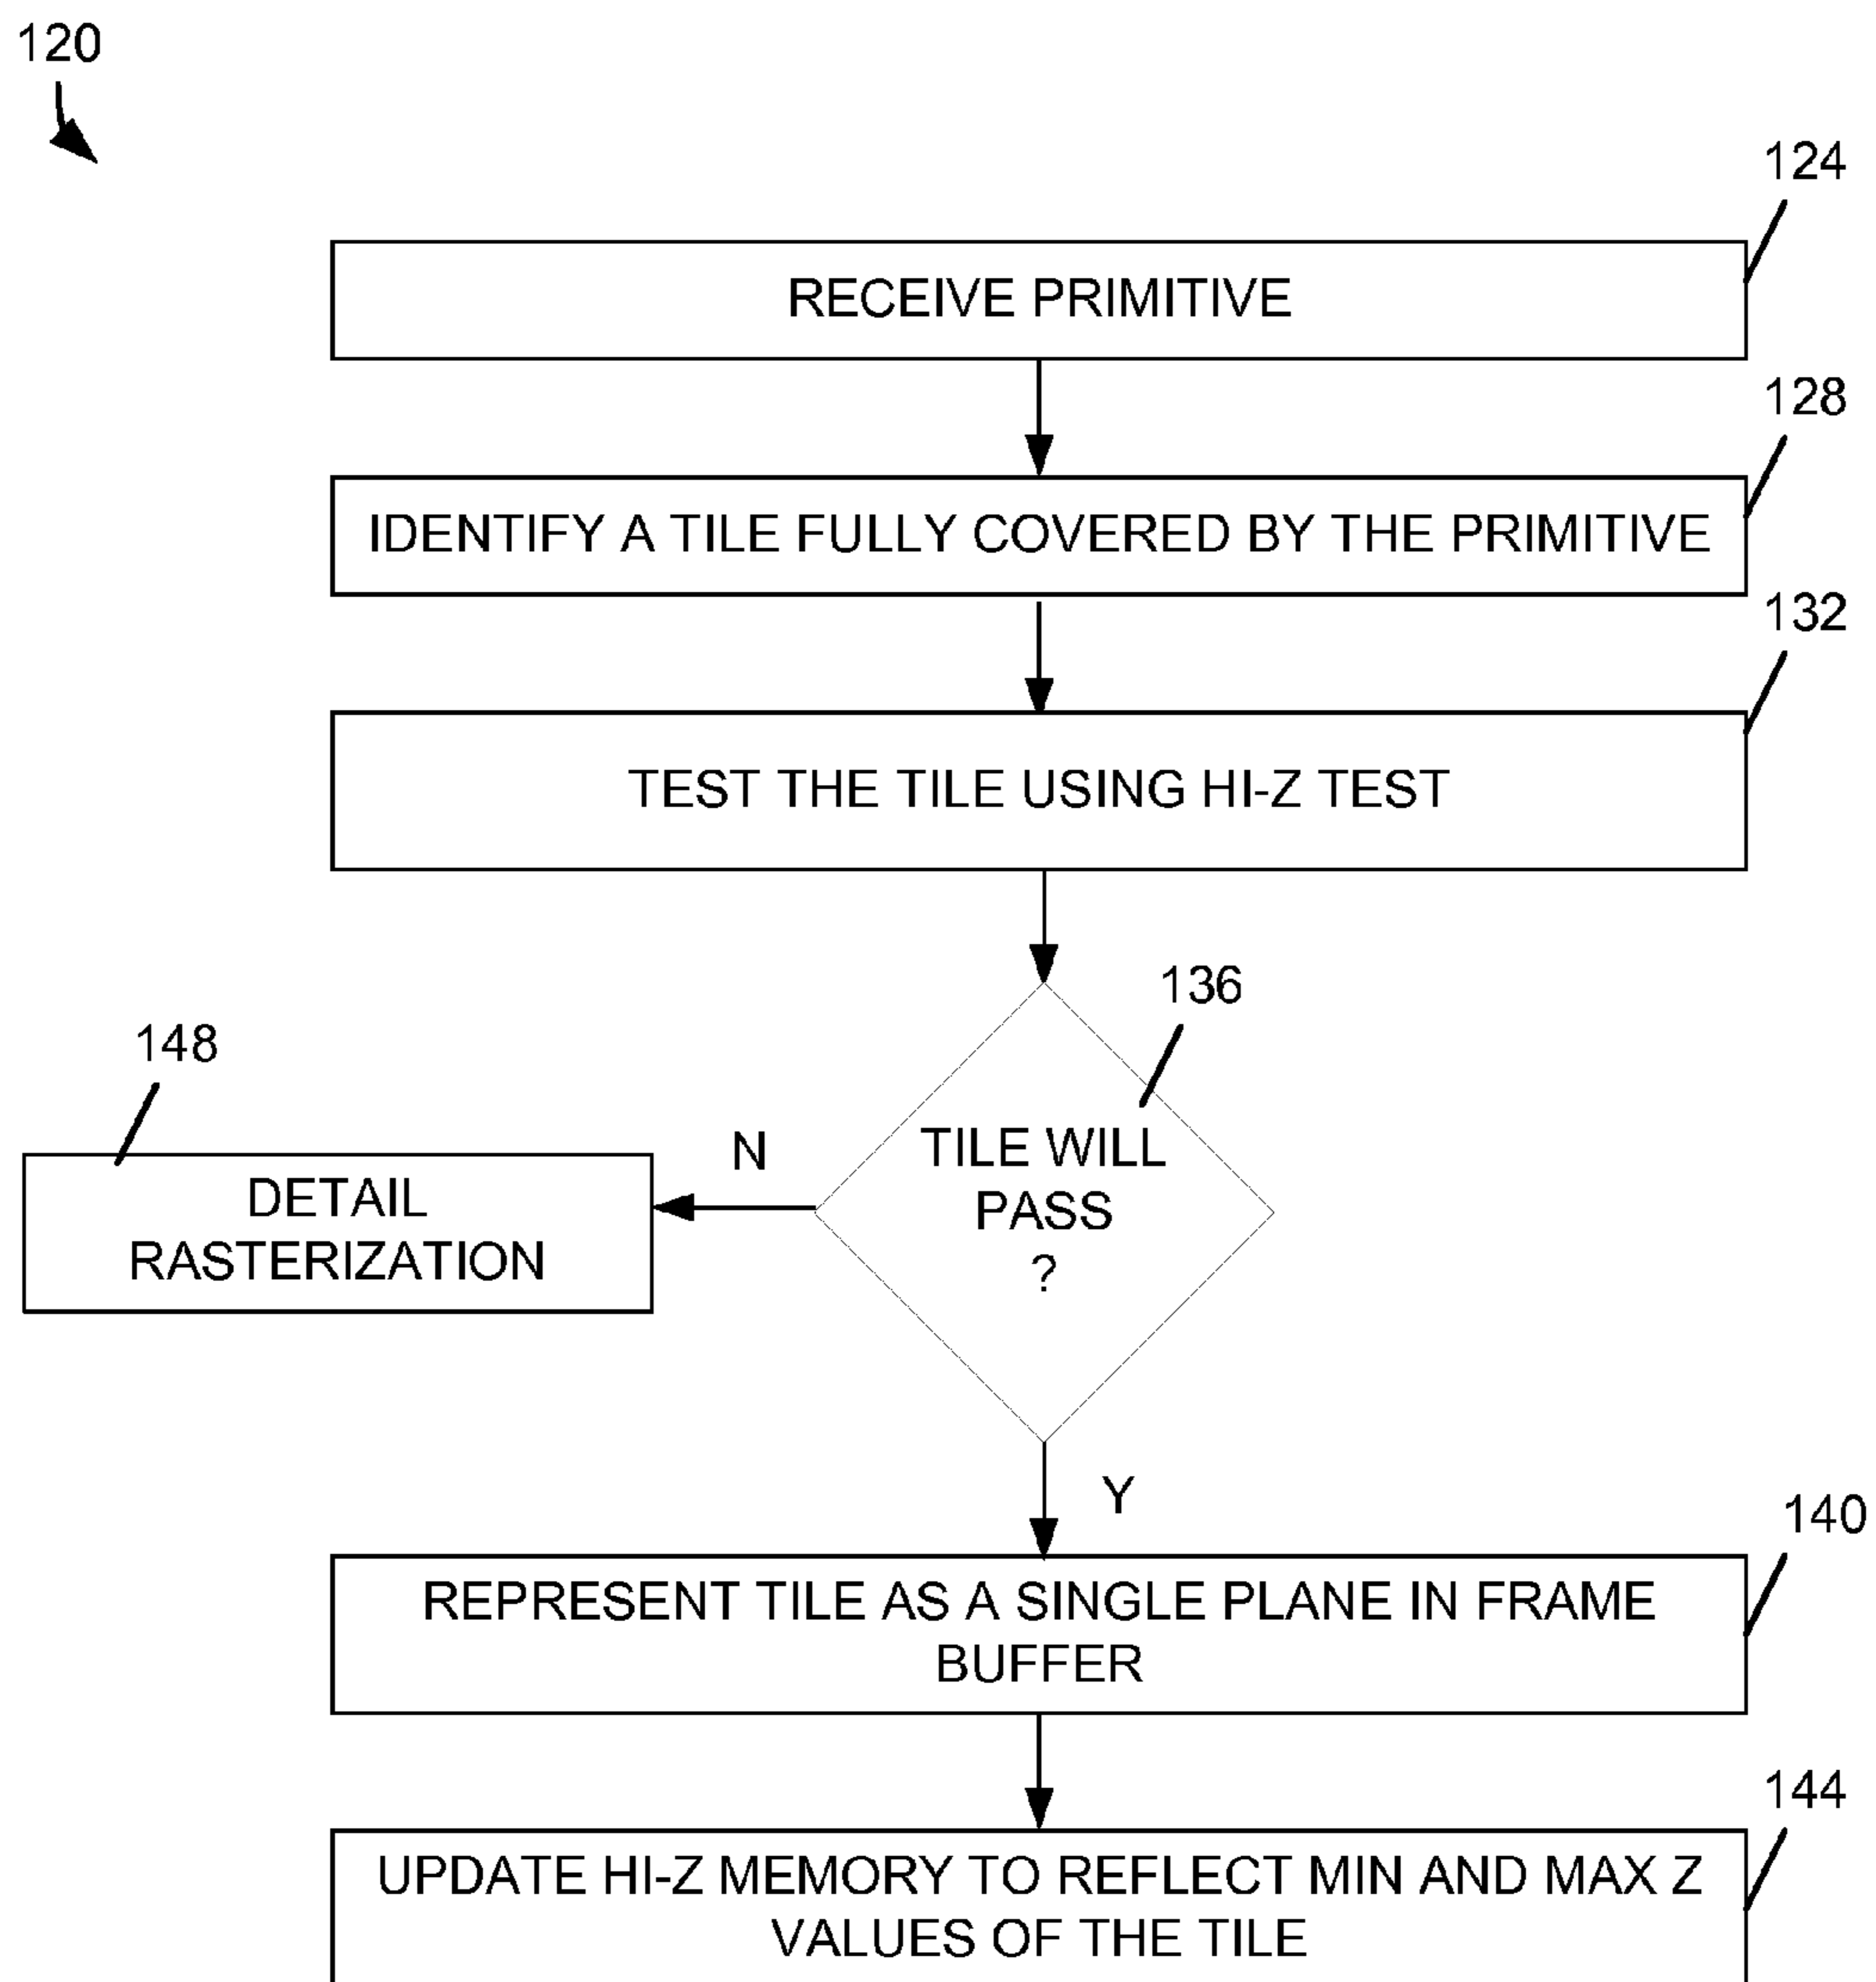 120
124
RECEIVE PRIMITIVE
128
IDENTIFY A TILE FULLY COVERED BY THE PRIMITIVE
132
TEST THE TILE USING HI-Z TEST
136
148
TILE WILL
PASS
?
N
DETAIL
RASTERIZATION
Y
140
REPRESENT TILE AS A SINGLE PLANE IN FRAME
BUFFER
144
UPDATE HI-Z MEMORY TO REFLECT MIN AND MAX Z
VALUES OF THE TILE